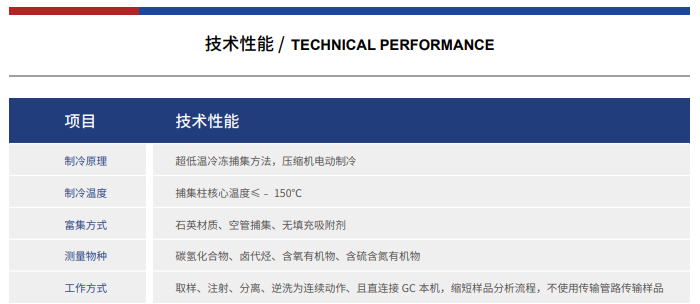 技术性能 / TECHNICAL PERFORMANCE
项目 技术性能
制冷原理 超低温冷冻捕集方法，压缩机电动制冷
制冷温度 捕集柱核心温度≤ - 150℃
富集方式 石英材质、空管捕集、无填充吸附剂
测量物种 碳氢化合物、卤代烃、含氧有机物、含硫含氮有机物
工作方式 取样、注射、分离、逆洗为连续动作、且直连接 GC 本机，缩短样品分析流程，不使用传输管路传输样品